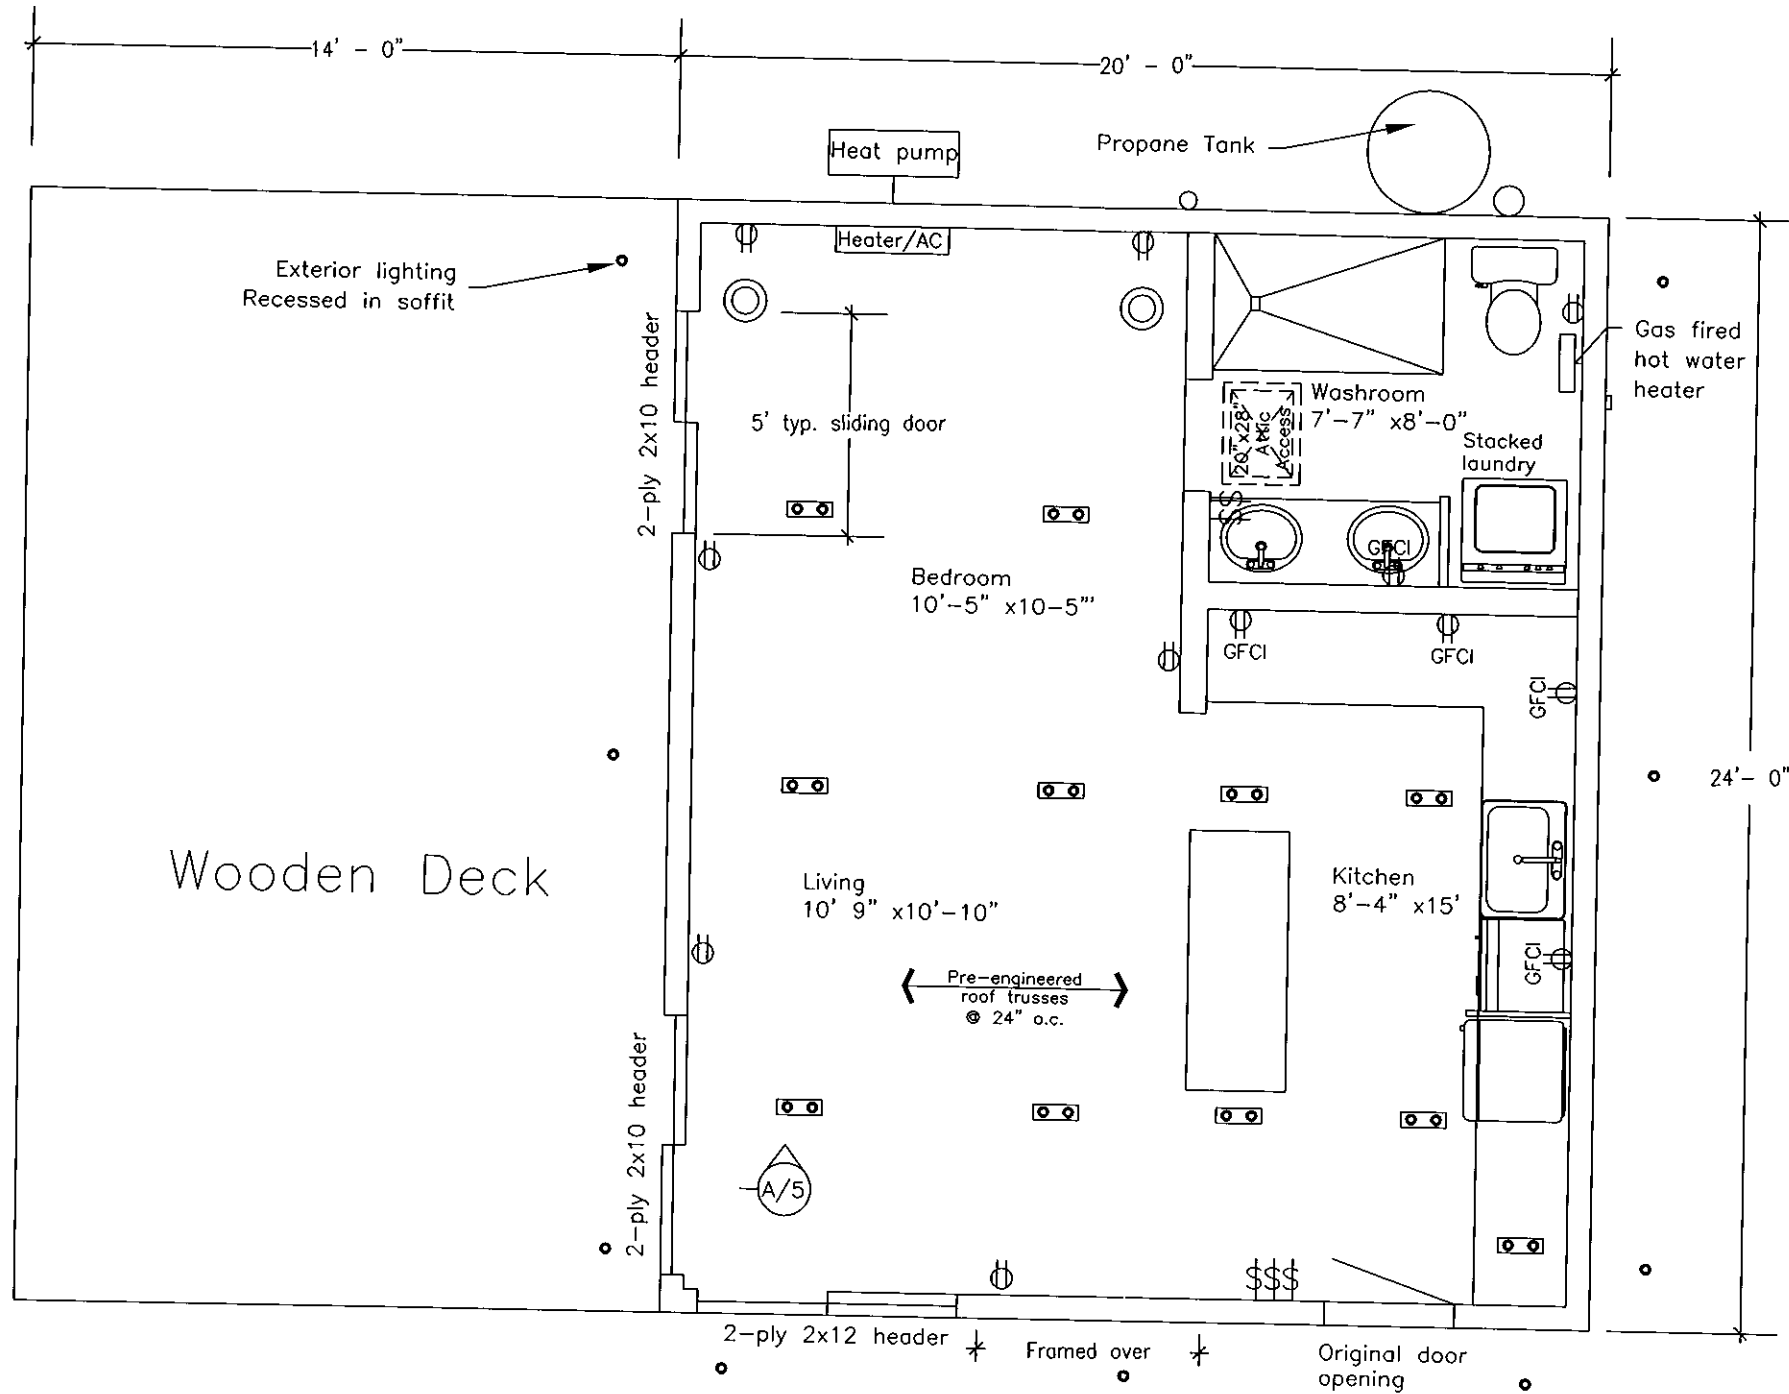 14' - 0"
20' - 0"
Heat pump
Propane Tank
Heater/AC
Exterior lighting
Recessed in soffit
2-ply 2x10 header
5' typ. sliding door
Gas fired
hot water
heater
Washroom
7'-7" x8'-0"
20"x28"
Attic
Access
Stacked
laundry
SS
GFCI
Bedroom
10'-5" x10-5"'
GFCI
GFCI
GFCI
24'- 0"
Wooden Deck
Living
10' 9" x10'-10"
Kitchen
8'-4" x15'
GFCI
Pre-engineered
roof trusses
@ 24" o.c.
2-ply 2x10 header
A/5
SSS
2-ply 2x12 header
Framed over
Original door
opening